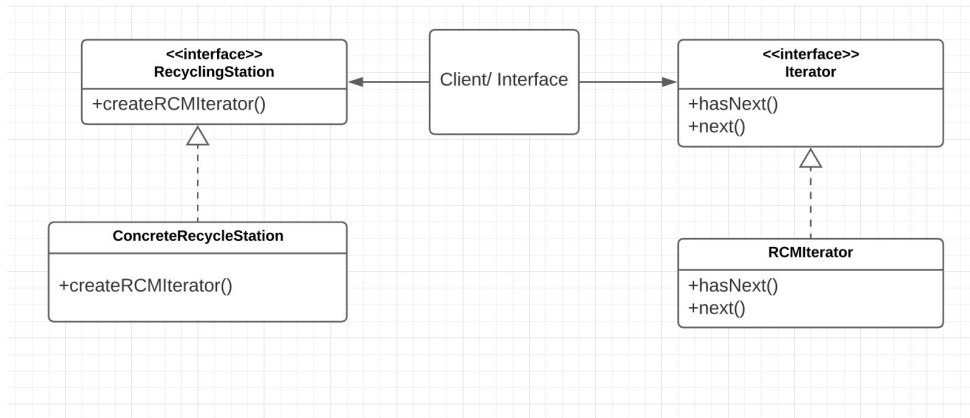 <<interface>>
RecyclingStation
+createRCMIterator()
Client/ Interface
<<interface>>
Iterator
+hasNext()
+next()
ConcreteRecycleStation
+createRCMIterator()
RCMIterator
+hasNext()
+next()